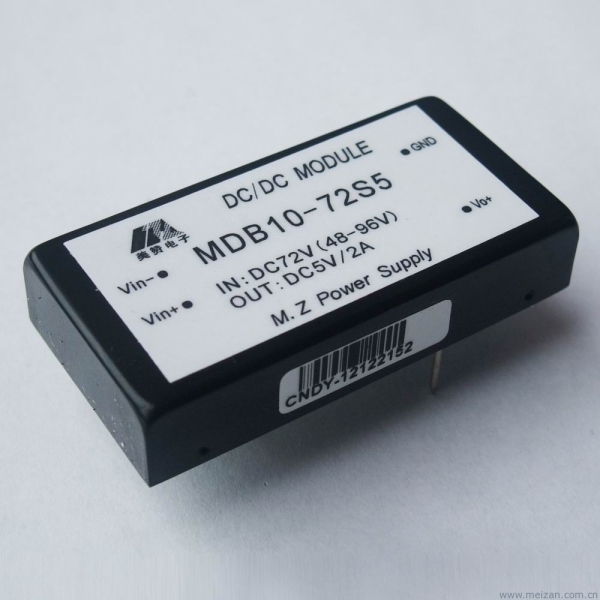 DC/DC MODULE
GND
美赞电子
MDB10-72S5
Vo+
Vin-
IN:DC72V(48-96V)
Vin+
OUT:DC5V/2A
M.Z Power Supply
CNDY-12122152
www.meizan.com.cn